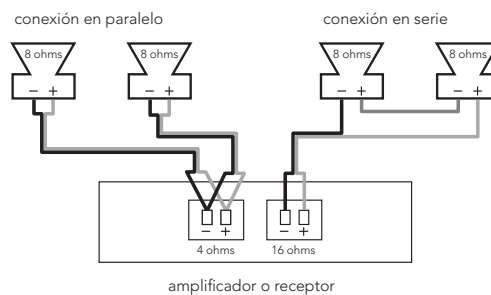 conexión en paralelo
conexión en serie
8 ohms
8 ohms
8 ohms
8 ohms
− +
− +
− +
− +
− +
− +
4 ohms
16 ohms
amplificador o receptor